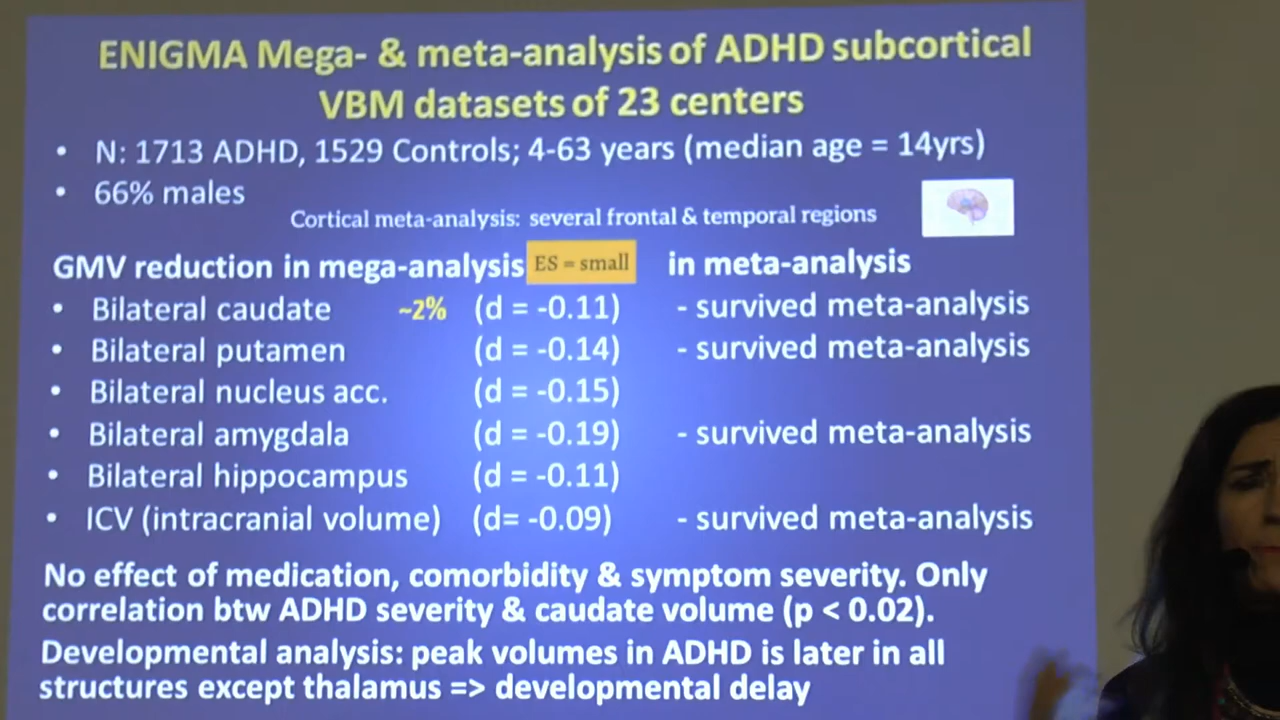 ENIGMA Mega- & meta-analysis of ADHD subcortical
VBM datasets of 23 centers
• N: 1713 ADHD, 1529 Controls; 4-63 years (median age = 14yrs)
• 66% males
Cortical meta-analysis: several frontal & temporal regions
GMV reduction in mega-analysis ES = small in meta-analysis
• Bilateral caudate ~2% (d = -0.11) - survived meta-analysis
• Bilateral putamen (d = -0.14) - survived meta-analysis
• Bilateral nucleus acc. (d = -0.15)
• Bilateral amygdala (d = -0.19) - survived meta-analysis
• Bilateral hippocampus (d = -0.11)
• ICV (intracranial volume) (d= -0.09) - survived meta-analysis
No effect of medication, comorbidity & symptom severity. Only
correlation btw ADHD severity & caudate volume (p < 0.02).
Developmental analysis: peak volumes in ADHD is later in all
structures except thalamus => developmental delay